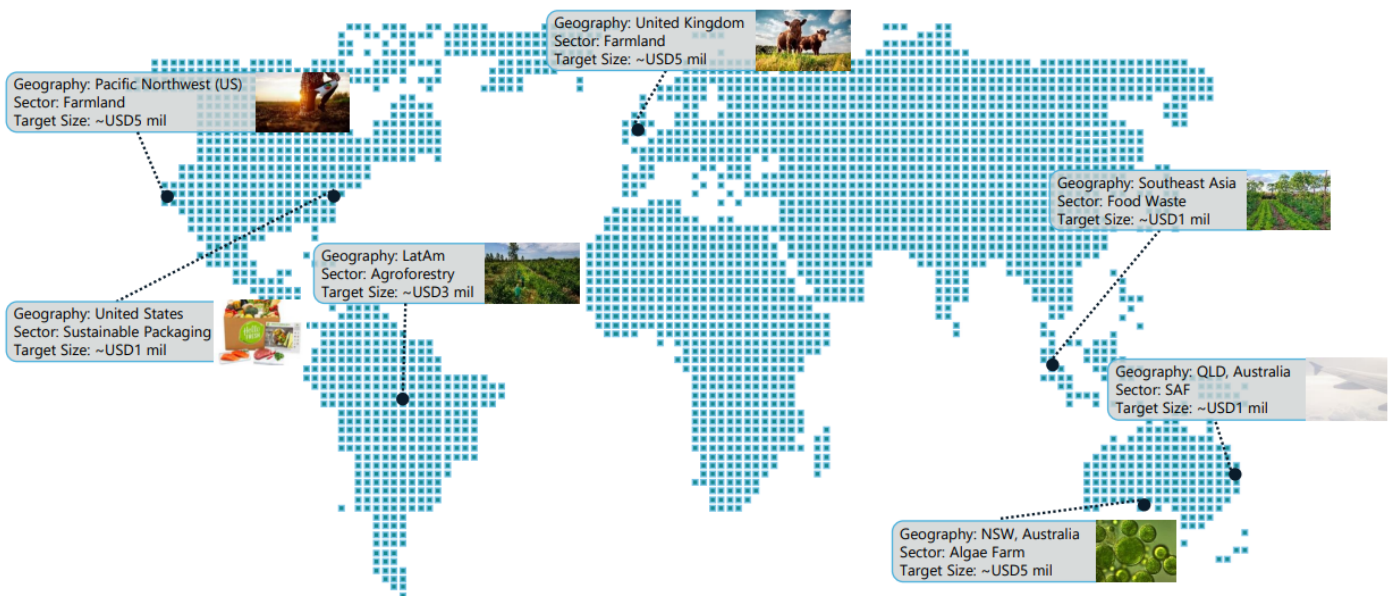 Geography: United Kingdom
Sector: Farmland
Target Size: ~USD5 mil
Geography: Pacific Northwest (US)
Sector: Farmland
Target Size: ~USD5 mil
Geography: Southeast Asia
Sector: Food Waste
Target Size: ~USD1 mil
Geography: LatAm
Sector: Agroforestry
Target Size: ~USD3 mil
Geography: United States
Sector: Sustainable Packaging
Target Size: ~USD1 mil
Geography: QLD, Australia
Sector: SAF
Target Size: ~USD1 mil
Geography: NSW, Australia
Sector: Algae Farm
Target Size: ~USD5 mil